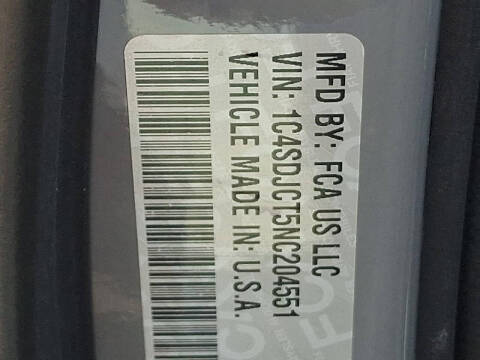 MFD BY: FCA US LLC
VIN: 1C4SDJCT5NC204551
VEHICLE MADE IN: U.S.A.